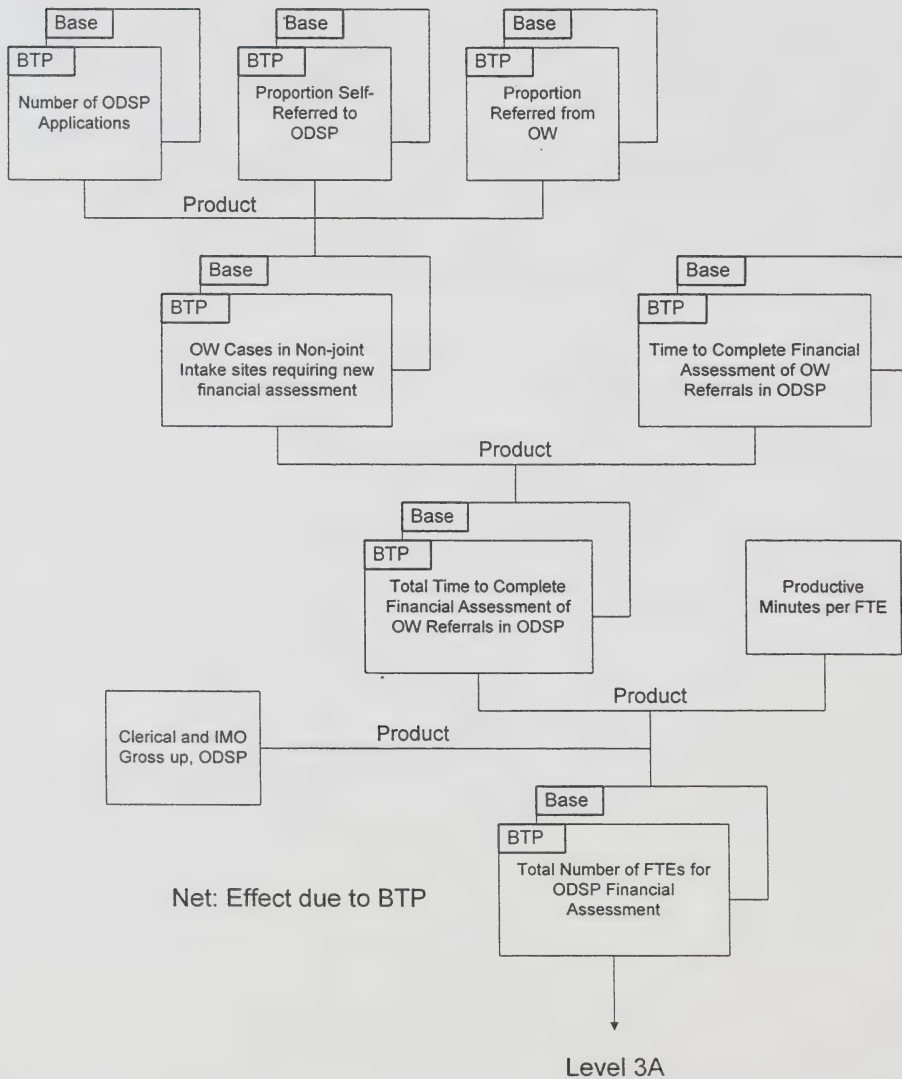 Base
BTP
Number of ODSP
Applications
Base
BTP
Proportion Self-
Referred to
ODSP
Base
BTP
Proportion
Referred from
OW
Product
Base
BTP
OW Cases in Non-joint
Intake sites requiring new
financial assessment
Base
BTP
Time to Complete Financial
Assessment of OW
Referrals in ODSP
Product
Base
BTP
Total Time to Complete
Financial Assessment of
OW Referrals in ODSP
Productive
Minutes per FTE
Product
Clerical and IMO
Gross up, ODSP
Product
Base
BTP
Total Number of FTEs for
ODSP Financial
Assessment
Net: Effect due to BTP
Level 3A